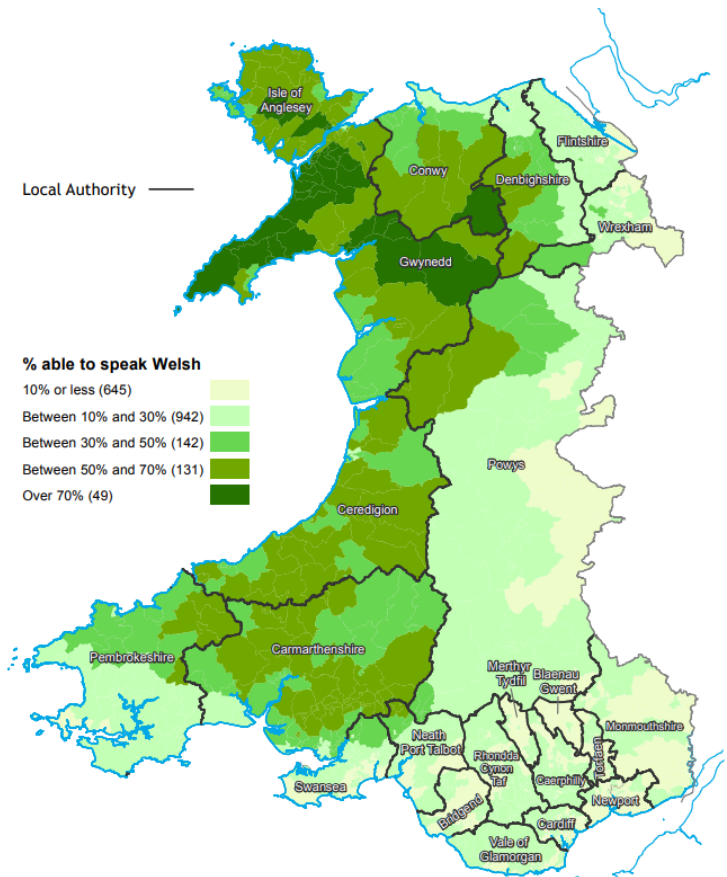 Isle of
Anglesey
Flintshire
Conwy
Denbighshire
Local Authority
Wrexham
Gwynedd
% able to speak Welsh
10% or less (645)
Between 10% and 30% (942)
Between 30% and 50% (142)
Between 50% and 70% (131)
Over 70% (49)
Powys
Ceredigion
Pembrokeshire
Carmarthenshire
Merthyr
Tydfil
Blaenau
Gwent
Monmouthshire
Neath
Port Talbot
Rhondda
Cynon
Taf
Torfaen
Caerphilly
Swansea
Bridgend
Newport
Cardiff
Vale of
Glamorgan